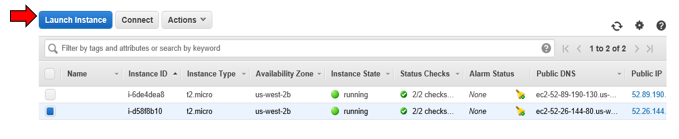 Launch Instance Connect Actions
Filter by tags and attributes or search by keyword 1 to 2 of 2
Name Instance ID Instance Type Availability Zone Instance State Status Checks Alarm Status Public DNS Public IP
i-6de4dea8 t2.micro us-west-2b running 2/2 checks... None ec2-52-89-190-130.us-... 52.89.190.
i-d58f8b10 t2.micro us-west-2b running 2/2 checks... None ec2-52-26-144-80.us-w... 52.26.144.